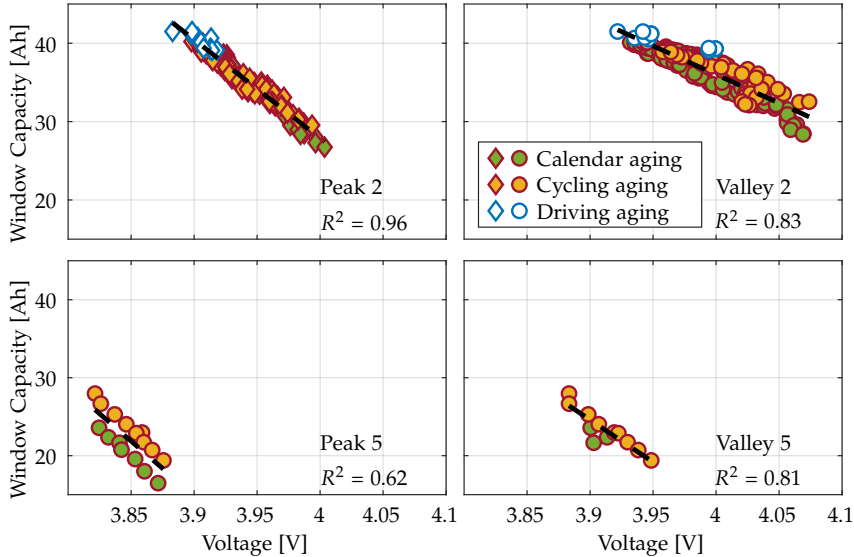 Window Capacity [Ah]
40
30
20
Peak 2
R² = 0.96
Calendar aging
Cycling aging
Driving aging
Valley 2
R² = 0.83
Window Capacity [Ah]
40
30
20
Peak 5
R² = 0.62
Valley 5
R² = 0.81
3.85 3.9 3.95 4 4.05 4.1
3.85 3.9 3.95 4 4.05 4.1
Voltage [V]
Voltage [V]